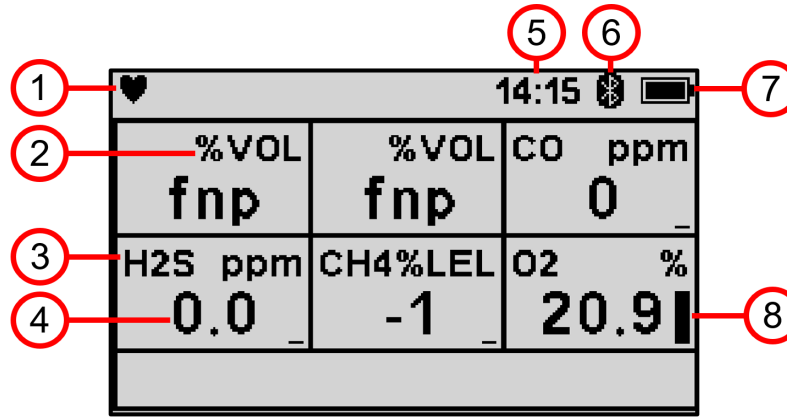 5 6
1 14:15 7
2 %VOL %VOL CO ppm
fnp fnp 0
3 H2S ppm CH4%LEL O2 %
4 0.0 -1 20.9 8